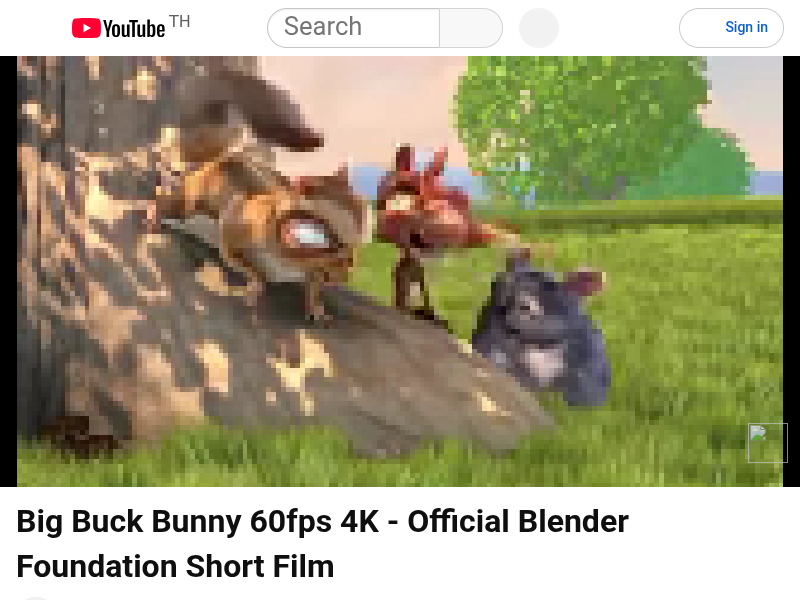 YouTube TH
Search
Sign in
Big Buck Bunny 60fps 4K - Official Blender
Foundation Short Film